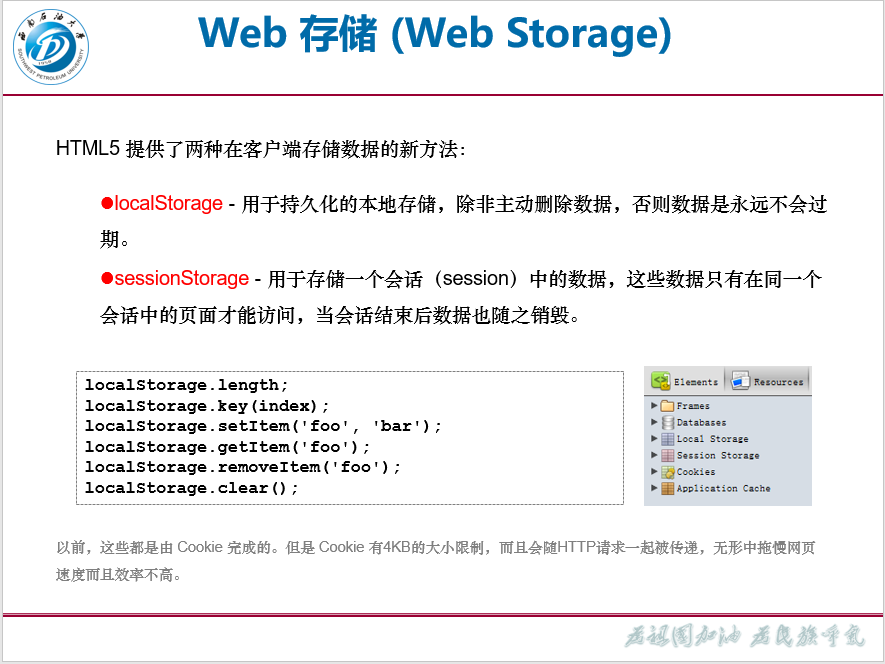 西南石油大学
SOUTHWEST PETROLEUM UNIVERSITY
1958
Web 存储 (Web Storage)
HTML5 提供了两种在客户端存储数据的新方法：
●localStorage - 用于持久化的本地存储，除非主动删除数据，否则数据是永远不会过
期。
●sessionStorage - 用于存储一个会话（session）中的数据，这些数据只有在同一个
会话中的页面才能访问，当会话结束后数据也随之销毁。
localStorage.length;
localStorage.key(index);
localStorage.setItem('foo', 'bar');
localStorage.getItem('foo');
localStorage.removeItem('foo');
localStorage.clear();
Elements Resources
Frames
Databases
Local Storage
Session Storage
Cookies
Application Cache
以前，这些都是由 Cookie 完成的。但是 Cookie 有4KB的大小限制，而且会随HTTP请求一起被传递，无形中拖慢网页
速度而且效率不高。
为祖国加油 为民族争气